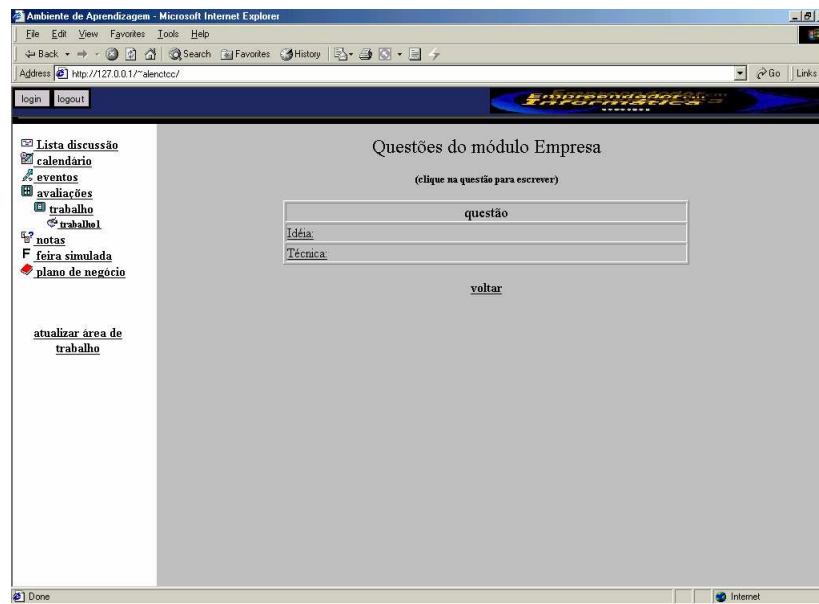 Ambiente de Aprendizagem - Microsoft Internet Explorer
File Edit View Favorites Tools Help
Back Search Favorites History
Address http://127.0.0.1/~alenctcc/ Go Links
login logout
Empreendedor em
Informática
Lista discussão
calendário
eventos
avaliações
trabalho
trabalho1
notas
F feira simulada
plano de negócio
atualizar área de
trabalho
Questões do módulo Empresa
(clique na questão para escrever)
questão
Idéia:
Técnica:
voltar
Done Internet